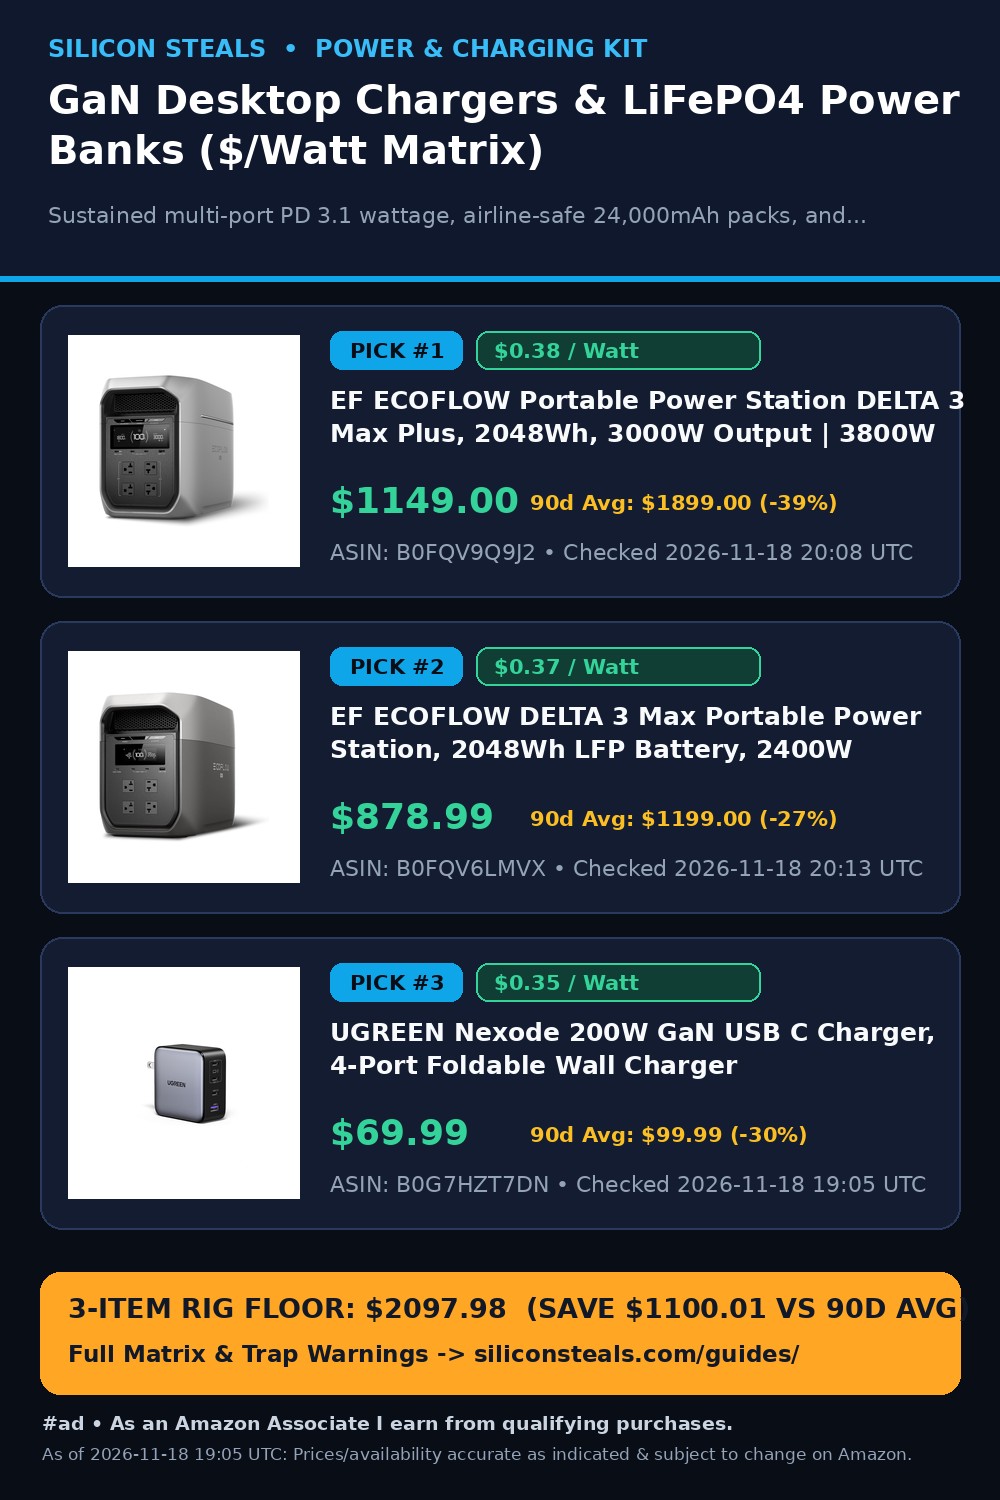 SILICON STEALS • POWER & CHARGING KIT
GaN Desktop Chargers & LiFePO4 Power
Banks ($/Watt Matrix)
Sustained multi-port PD 3.1 wattage, airline-safe 24,000mAh packs, and...
PICK #1
$0.38 / Watt
EF ECOFLOW Portable Power Station DELTA 3
Max Plus, 2048Wh, 3000W Output | 3800W
$1149.00
90d Avg: $1899.00 (-39%)
ASIN: B0FQV9Q9J2 • Checked 2026-11-18 20:08 UTC
PICK #2
$0.37 / Watt
EF ECOFLOW DELTA 3 Max Portable Power
Station, 2048Wh LFP Battery, 2400W
$878.99
90d Avg: $1199.00 (-27%)
ASIN: B0FQV6LMVX • Checked 2026-11-18 20:13 UTC
PICK #3
$0.35 / Watt
UGREEN
UGREEN Nexode 200W GaN USB C Charger,
4-Port Foldable Wall Charger
$69.99
90d Avg: $99.99 (-30%)
ASIN: B0G7HZT7DN • Checked 2026-11-18 19:05 UTC
3-ITEM RIG FLOOR: $2097.98 (SAVE $1100.01 VS 90D AVG)
Full Matrix & Trap Warnings -> siliconsteals.com/guides/
#ad • As an Amazon Associate I earn from qualifying purchases.
As of 2026-11-18 19:05 UTC: Prices/availability accurate as indicated & subject to change on Amazon.